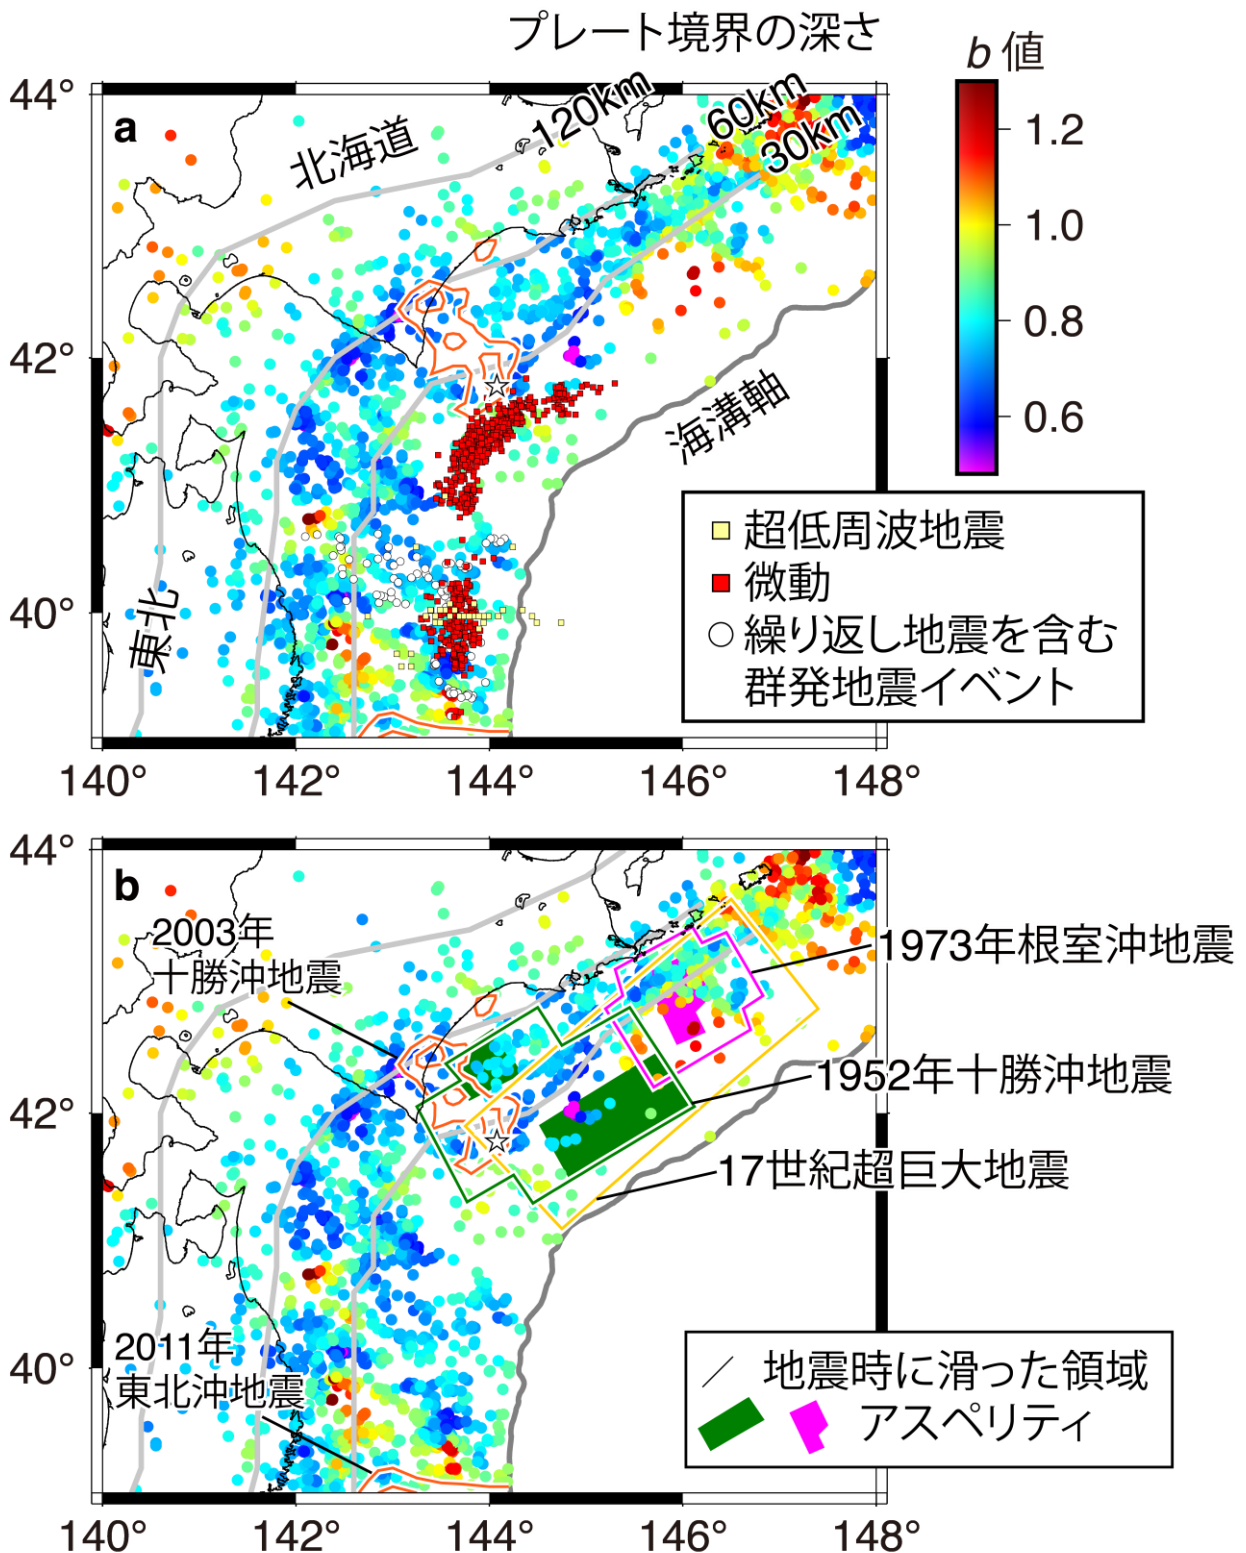 プレート境界の深さ
b 値
44°
a
北海道
120km
60km
30km
1.2
1.0
0.8
0.6
42°
海溝軸
40°
東北
超低周波地震
微動
繰り返し地震を含む
群発地震イベント
140°
142°
144°
146°
148°
44°
b
2003年
十勝沖地震
1973年根室沖地震
42°
1952年十勝沖地震
17世紀超巨大地震
40°
2011年
東北沖地震
地震時に滑った領域
アスペリティ
140°
142°
144°
146°
148°